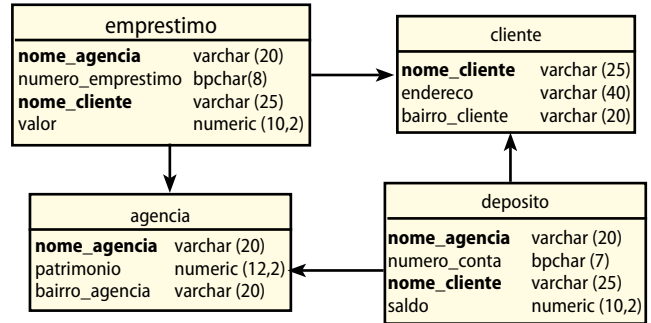 emprestimo
nome_agencia varchar (20)
numero_emprestimo bpchar(8)
nome_cliente varchar (25)
valor numeric (10,2)
cliente
nome_cliente varchar (25)
endereco varchar (40)
bairro_cliente varchar (20)
agencia
nome_agencia varchar (20)
patrimonio numeric (12,2)
bairro_agencia varchar (20)
deposito
nome_agencia varchar (20)
numero_conta bpchar (7)
nome_cliente varchar (25)
saldo numeric (10,2)